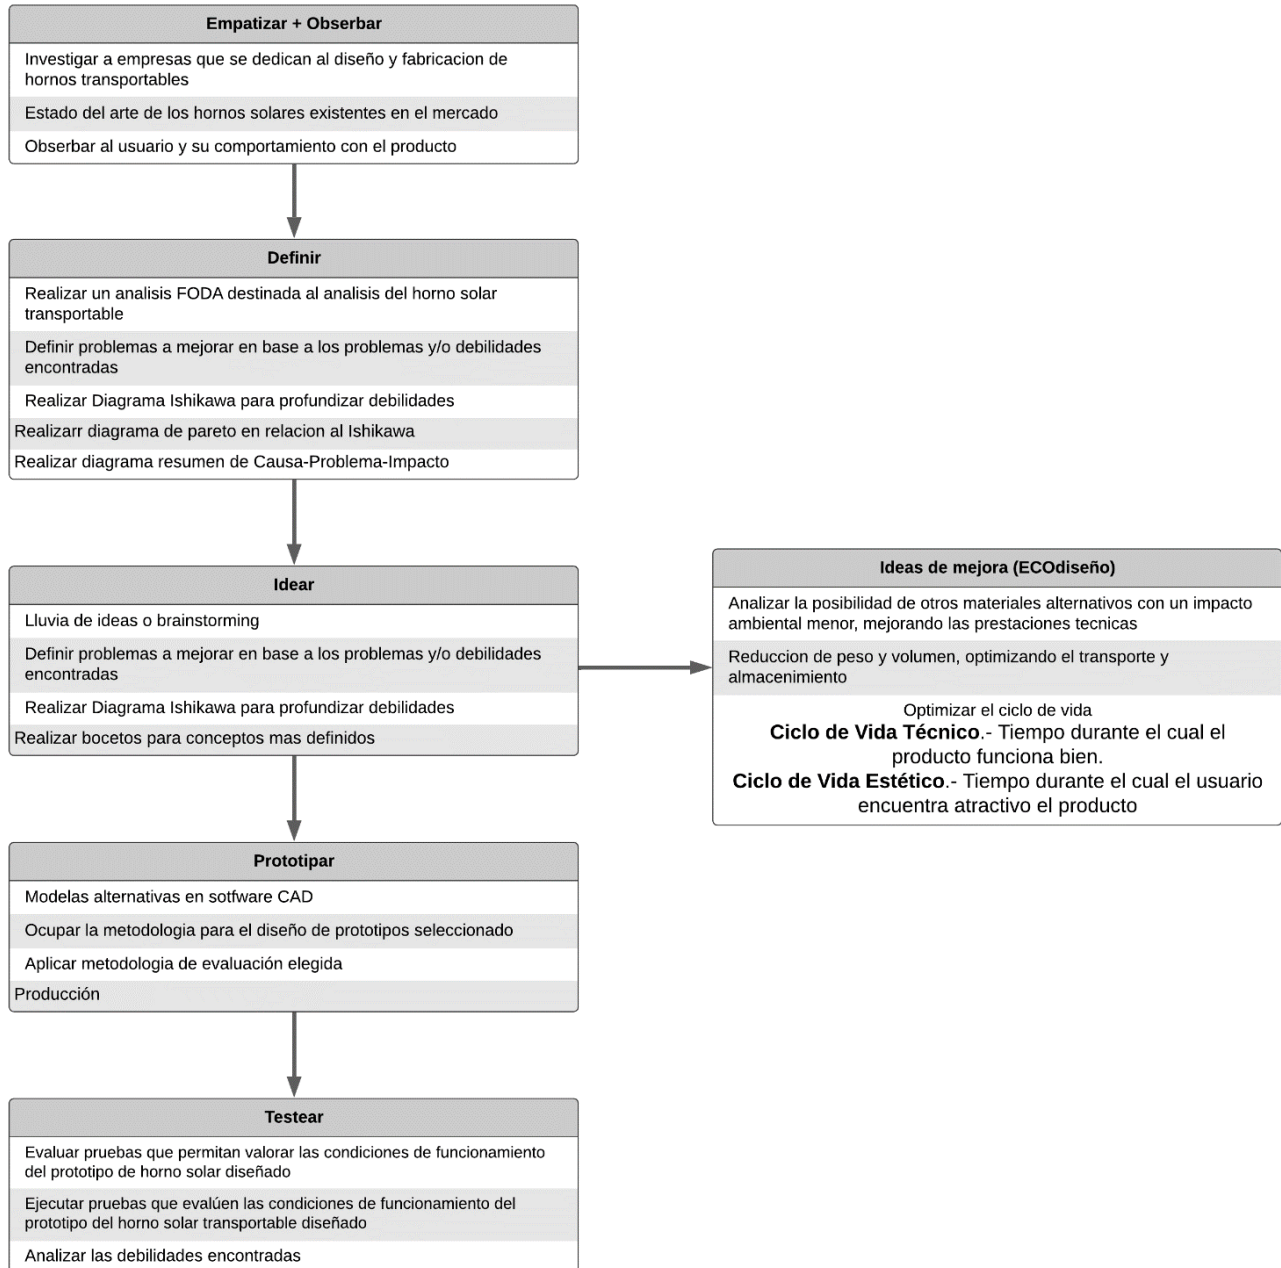 Empatizar + Obserbar
Investigar a empresas que se dedican al diseño y fabricacion de
hornos transportables
Estado del arte de los hornos solares existentes en el mercado
Obserbar al usuario y su comportamiento con el producto
Definir
Realizar un analisis FODA destinada al analisis del horno solar
transportable
Definir problemas a mejorar en base a los problemas y/o debilidades
encontradas
Realizar Diagrama Ishikawa para profundizar debilidades
Realizarr diagrama de pareto en relacion al Ishikawa
Realizar diagrama resumen de Causa-Problema-Impacto
Idear
Lluvia de ideas o brainstorming
Definir problemas a mejorar en base a los problemas y/o debilidades
encontradas
Realizar Diagrama Ishikawa para profundizar debilidades
Realizar bocetos para conceptos mas definidos
Ideas de mejora (ECOdiseño)
Analizar la posibilidad de otros materiales alternativos con un impacto
ambiental menor, mejorando las prestaciones tecnicas
Reduccion de peso y volumen, optimizando el transporte y
almacenimiento
Optimizar el ciclo de vida
Ciclo de Vida Técnico.- Tiempo durante el cual el
producto funciona bien.
Ciclo de Vida Estético.- Tiempo durante el cual el usuario
encuentra atractivo el producto
Prototipar
Modelas alternativas en sotfware CAD
Ocupar la metodologia para el diseño de prototipos seleccionado
Aplicar metodologia de evaluación elegida
Producción
Testear
Evaluar pruebas que permitan valorar las condiciones de funcionamiento
del prototipo de horno solar diseñado
Ejecutar pruebas que evalúen las condiciones de funcionamiento del
prototipo del horno solar transportable diseñado
Analizar las debilidades encontradas